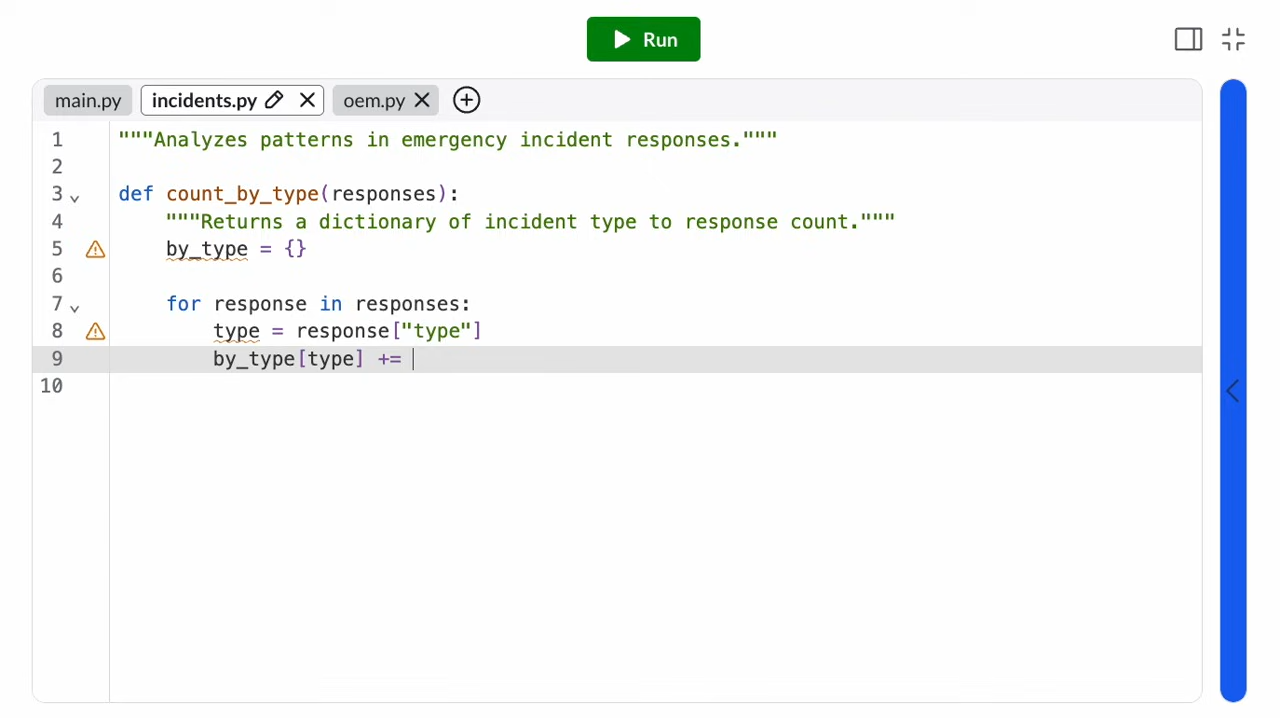 Run
main.py incidents.py oem.py
1 """Analyzes patterns in emergency incident responses."""
2
3 def count_by_type(responses):
4 """Returns a dictionary of incident type to response count."""
5 by_type = {}
6
7 for response in responses:
8 type = response["type"]
9 by_type[type] +=
10